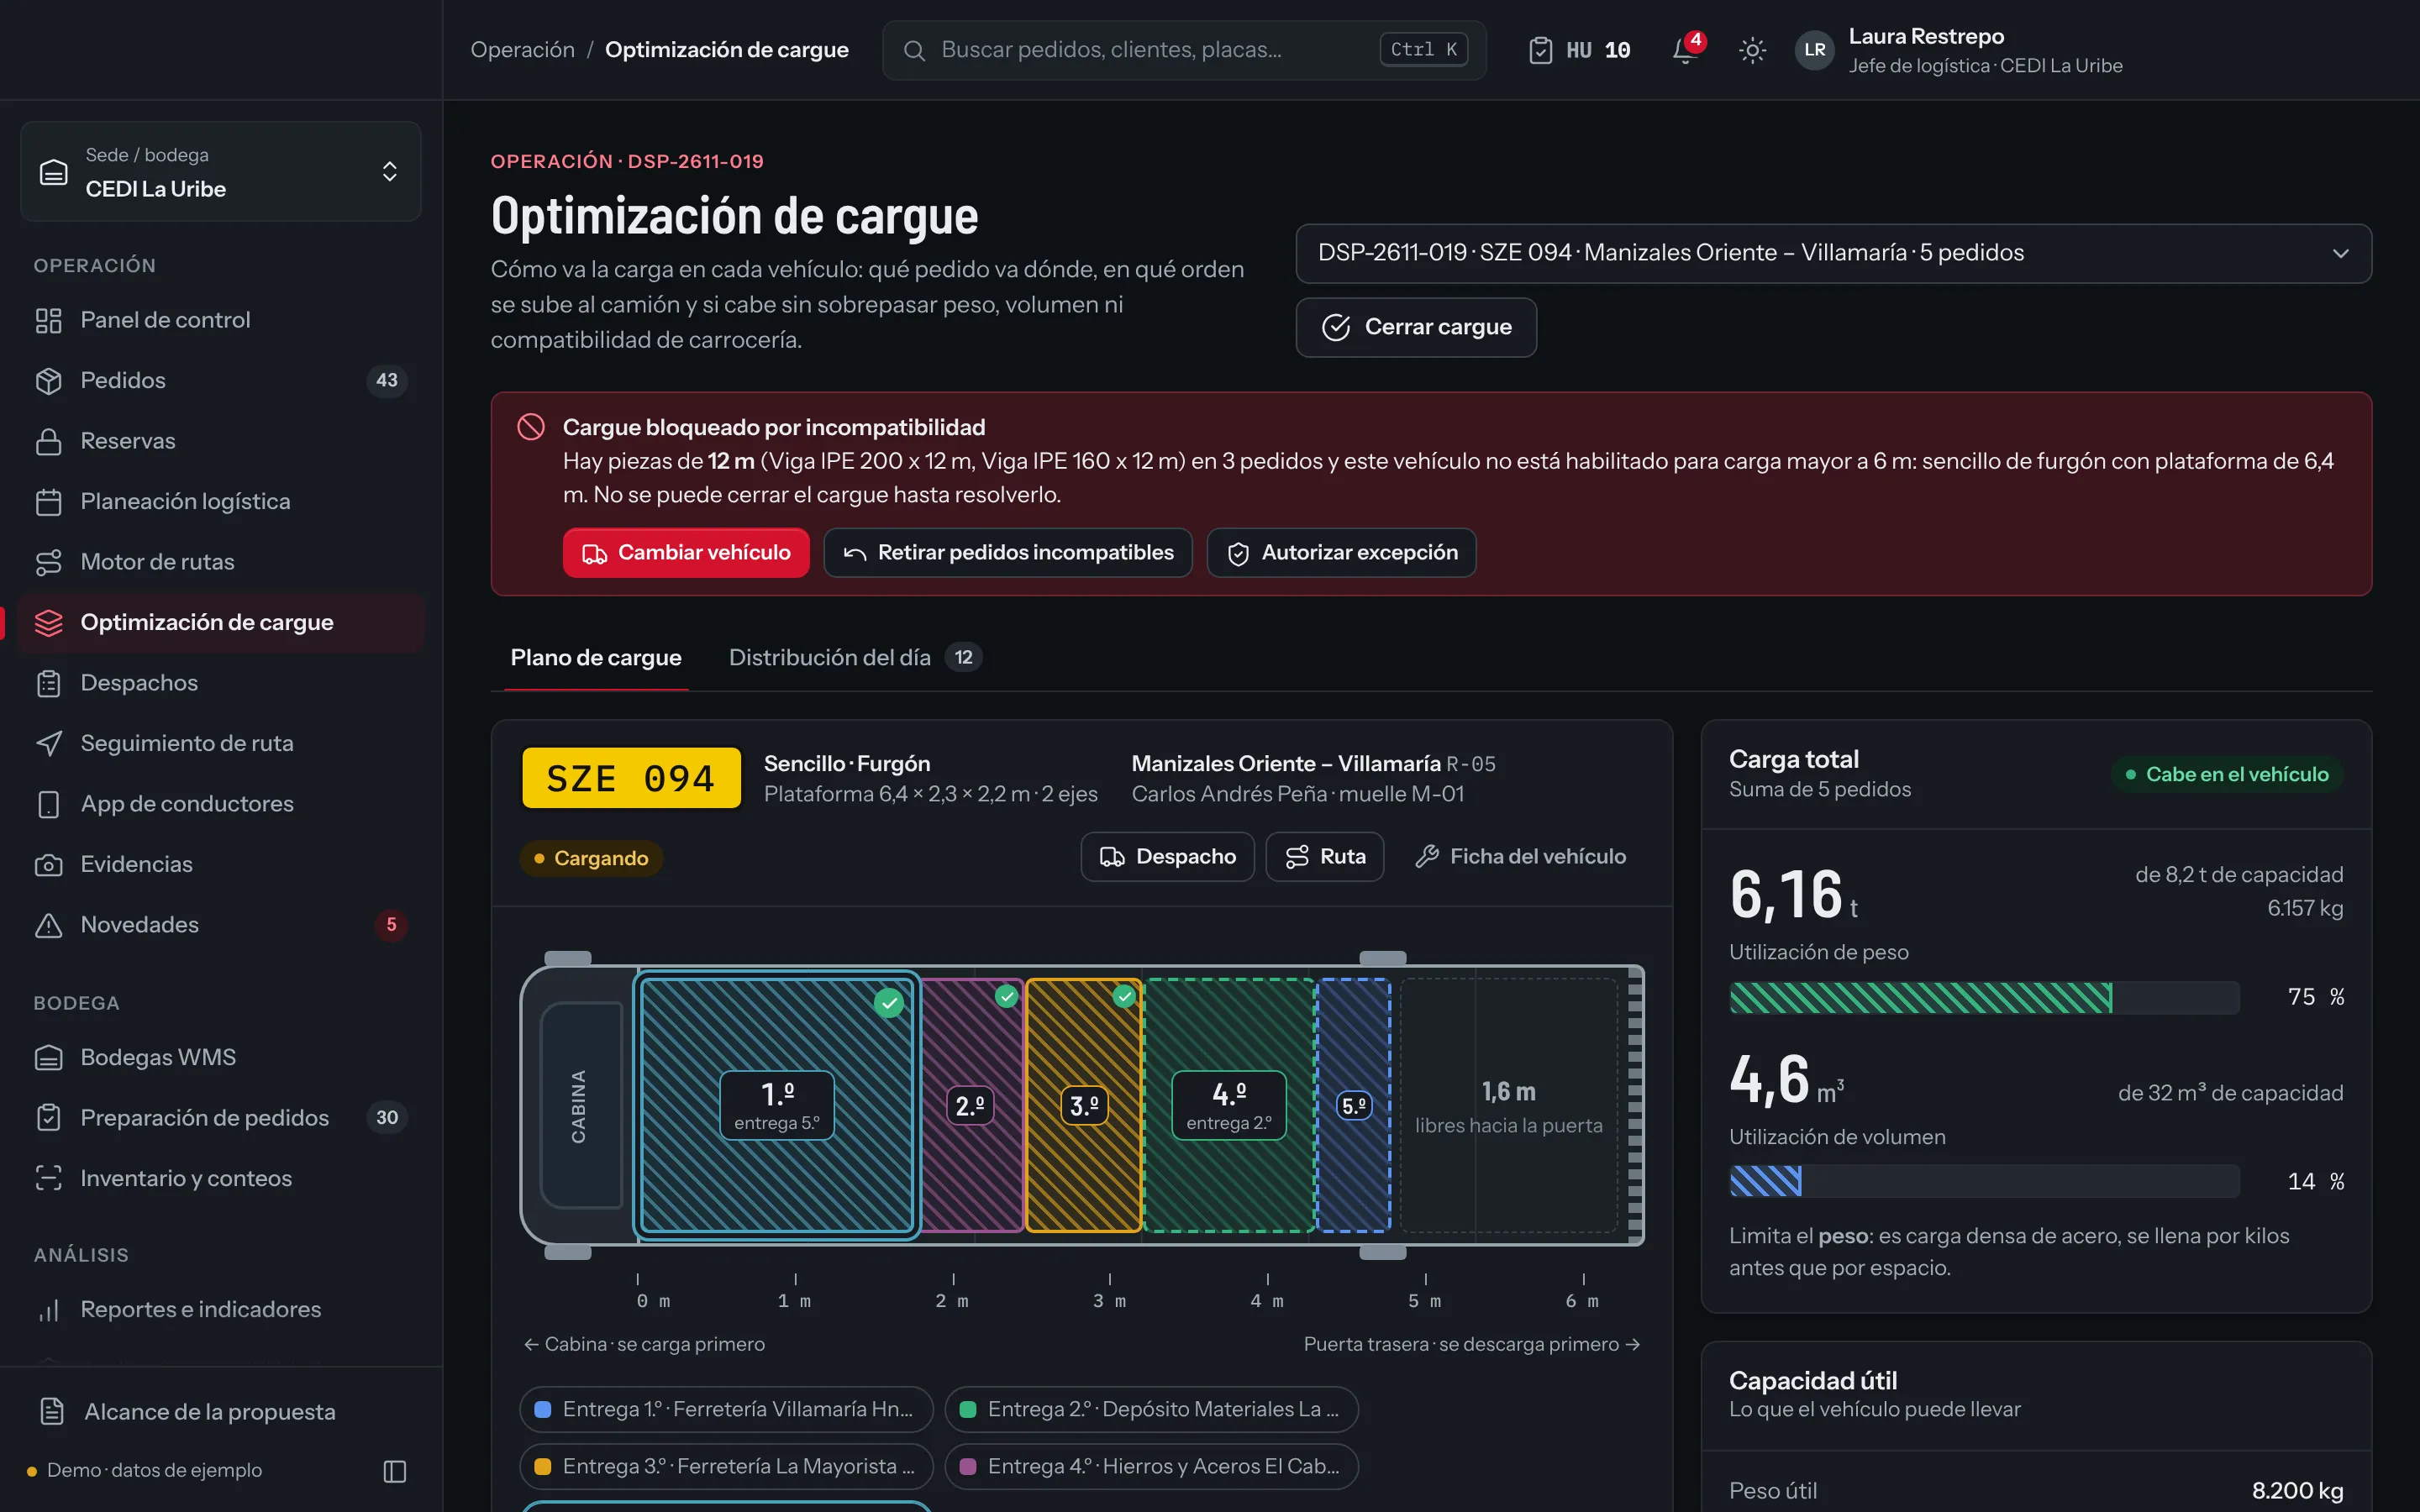 Operación / Optimización de cargue
Buscar pedidos, clientes, placas...
Ctrl K
HU 10
4
LR
Laura Restrepo
Jefe de logística · CEDI La Uribe
Sede / bodega
CEDI La Uribe
OPERACIÓN
Panel de control
Pedidos 43
Reservas
Planeación logística
Motor de rutas
Optimización de cargue
Despachos
Seguimiento de ruta
App de conductores
Evidencias
Novedades 5
BODEGA
Bodegas WMS
Preparación de pedidos 30
Inventario y conteos
ANÁLISIS
Reportes e indicadores
Alcance de la propuesta
Demo · datos de ejemplo
OPERACIÓN · DSP-2611-019
Optimización de cargue
Cómo va la carga en cada vehículo: qué pedido va dónde, en qué orden
se sube al camión y si cabe sin sobrepasar peso, volumen ni
compatibilidad de carrocería.
DSP-2611-019 · SZE 094 · Manizales Oriente – Villamaría · 5 pedidos
Cerrar cargue
Cargue bloqueado por incompatibilidad
Hay piezas de 12 m (Viga IPE 200 x 12 m, Viga IPE 160 x 12 m) en 3 pedidos y este vehículo no está habilitado para carga mayor a 6 m: sencillo de furgón con plataforma de 6,4
m. No se puede cerrar el cargue hasta resolverlo.
Cambiar vehículo
Retirar pedidos incompatibles
Autorizar excepción
Plano de cargue
Distribución del día 12
SZE 094
Sencillo · Furgón
Plataforma 6,4 × 2,3 × 2,2 m · 2 ejes
Manizales Oriente – Villamaría R-05
Carlos Andrés Peña · muelle M-01
Cargando
Despacho
Ruta
Ficha del vehículo
CABINA
1.º
entrega 5.º
2.º
3.º
4.º
entrega 2.º
5.º
1,6 m
libres hacia la puerta
0 m
1 m
2 m
3 m
4 m
5 m
6 m
← Cabina · se carga primero
Puerta trasera · se descarga primero →
Entrega 1.º · Ferretería Villamaría Hn...
Entrega 2.º · Depósito Materiales La ...
Entrega 3.º · Ferretería La Mayorista ...
Entrega 4.º · Hierros y Aceros El Cab...
Carga total
Suma de 5 pedidos
Cabe en el vehículo
6,16 t
de 8,2 t de capacidad
6.157 kg
Utilización de peso
75 %
4,6 m³
de 32 m³ de capacidad
Utilización de volumen
14 %
Limita el peso: es carga densa de acero, se llena por kilos
antes que por espacio.
Capacidad útil
Lo que el vehículo puede llevar
Peso útil
8.200 kg